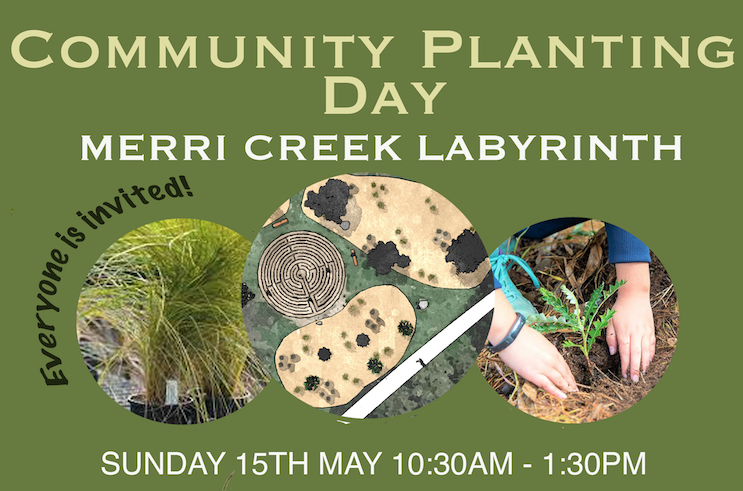 COMMUNITY PLANTING
DAY
MERRI CREEK LABYRINTH
Everyone is invited!
SUNDAY 15TH MAY 10:30AM - 1:30PM